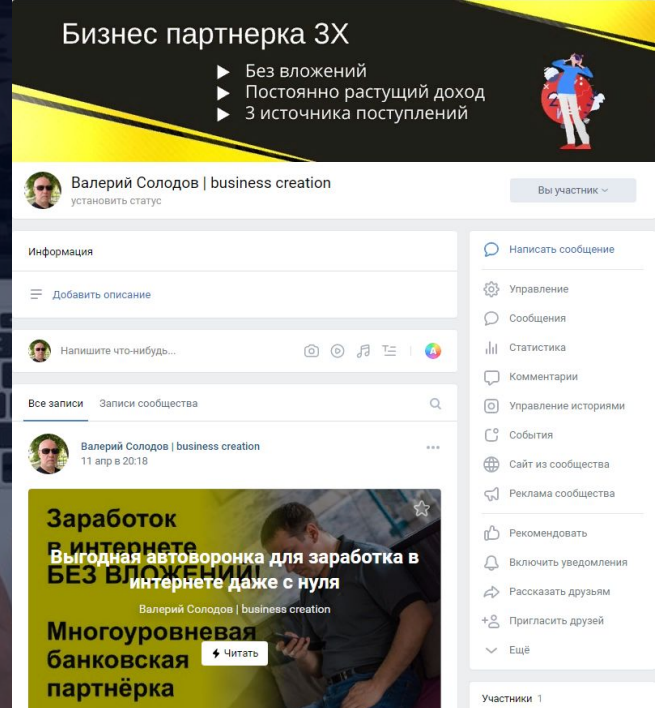 Бизнес партнерка 3X
Без вложений
Постоянно растущий доход
3 источника поступлений
Валерий Солодов | business creation
установить статус
Вы участник
Информация
Добавить описание
Напишите что-нибудь...
Все записи Записи сообщества
Валерий Солодов | business creation
11 апр в 20:18
Заработок
в интернете
БЕЗ ВЛОЖЕНИЙ!
Выгодная автоворонка для заработка в
интернете даже с нуля
Валерий Солодов | business creation
Многоуровневая
банковская
партнёрка
Читать
Написать сообщение
Управление
Сообщения
Статистика
Комментарии
Управление историями
События
Сайт из сообщества
Реклама сообщества
Рекомендовать
Включить уведомления
Рассказать друзьям
Пригласить друзей
Ещё
Участники 1